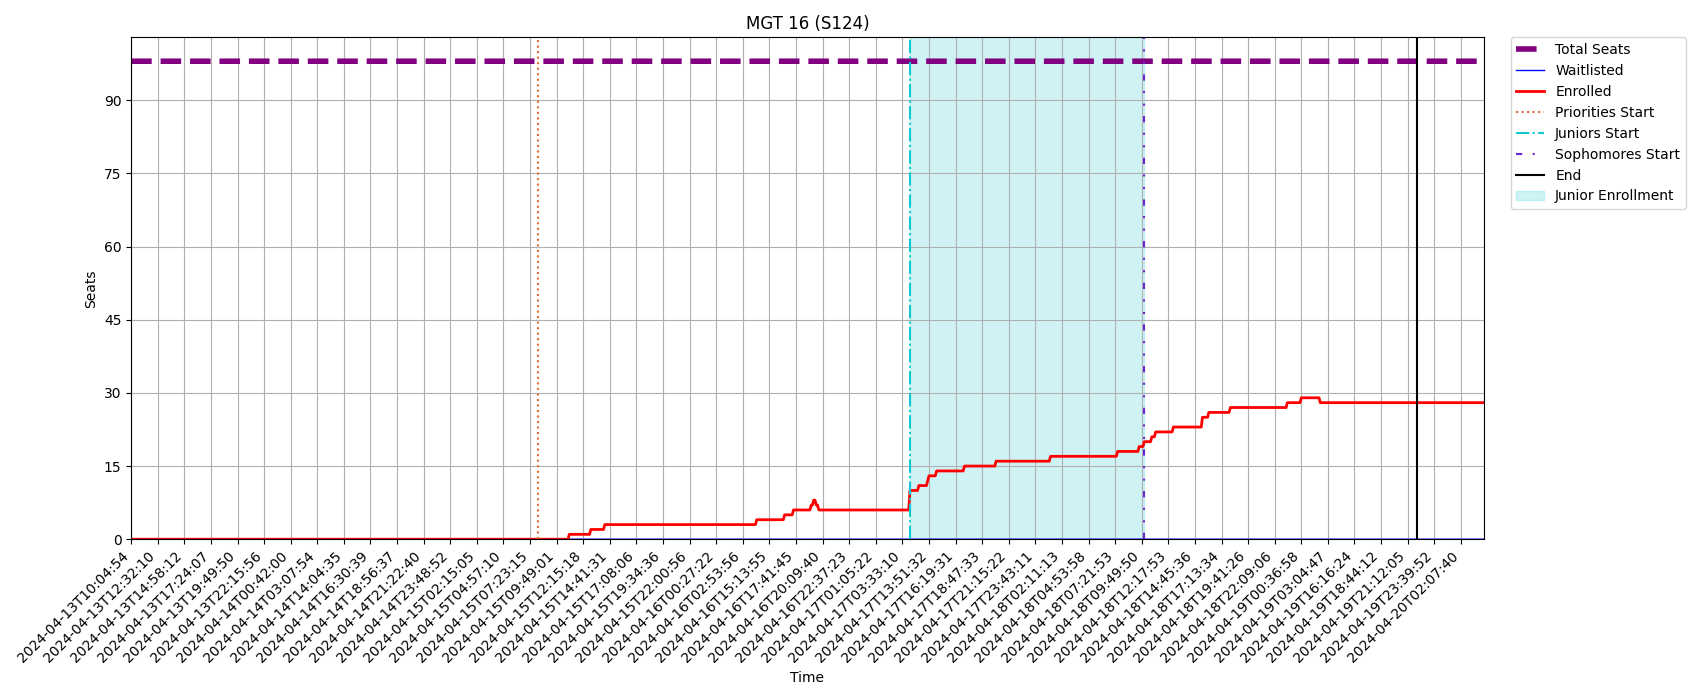 MGT 16 (S124)
Total Seats
Waitlisted
Enrolled
Priorities Start
Juniors Start
Sophomores Start
End
Junior Enrollment
Seats
90
75
60
45
30
15
0
2024-04-13T10:04:54
2024-04-13T12:32:10
2024-04-13T14:58:12
2024-04-13T17:24:07
2024-04-13T19:49:50
2024-04-13T22:15:56
2024-04-14T00:42:00
2024-04-14T03:07:54
2024-04-14T14:04:35
2024-04-14T16:30:39
2024-04-14T18:56:37
2024-04-14T21:22:40
2024-04-14T23:48:52
2024-04-15T02:15:05
2024-04-15T04:57:10
2024-04-15T07:23:15
2024-04-15T09:49:01
2024-04-15T12:15:18
2024-04-15T14:41:31
2024-04-15T17:08:06
2024-04-15T19:34:36
2024-04-15T22:00:56
2024-04-16T00:27:22
2024-04-16T02:53:56
2024-04-16T15:13:55
2024-04-16T17:41:45
2024-04-16T20:09:40
2024-04-16T22:37:23
2024-04-17T01:05:22
2024-04-17T03:33:10
2024-04-17T13:51:32
2024-04-17T16:19:31
2024-04-17T18:47:33
2024-04-17T21:15:22
2024-04-17T23:43:11
2024-04-18T02:11:13
2024-04-18T04:53:58
2024-04-18T07:21:53
2024-04-18T09:49:50
2024-04-18T12:17:53
2024-04-18T14:45:36
2024-04-18T17:13:34
2024-04-18T19:41:26
2024-04-18T22:09:06
2024-04-19T00:36:58
2024-04-19T03:04:47
2024-04-19T16:16:24
2024-04-19T18:44:12
2024-04-19T21:12:05
2024-04-19T23:39:52
2024-04-20T02:07:40
Time